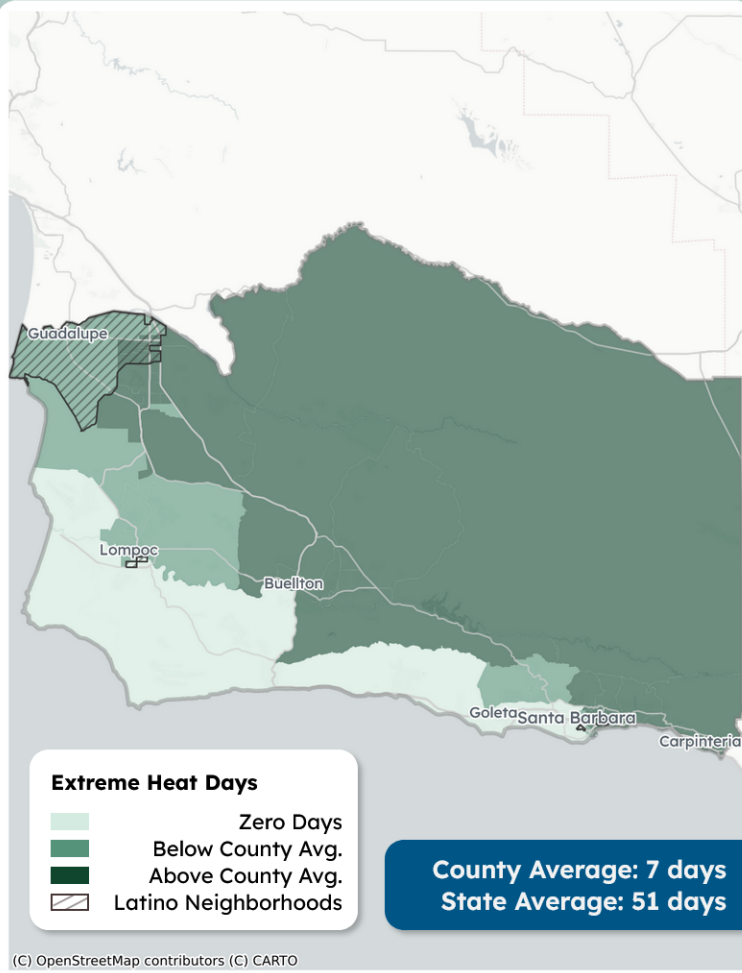 Guadalupe
Lompoc
Buellton
Goleta
Santa Barbara
Carpinteria
Extreme Heat Days
Zero Days
Below County Avg.
Above County Avg.
Latino Neighborhoods
County Average: 7 days
State Average: 51 days
(C) OpenStreetMap contributors (C) CARTO